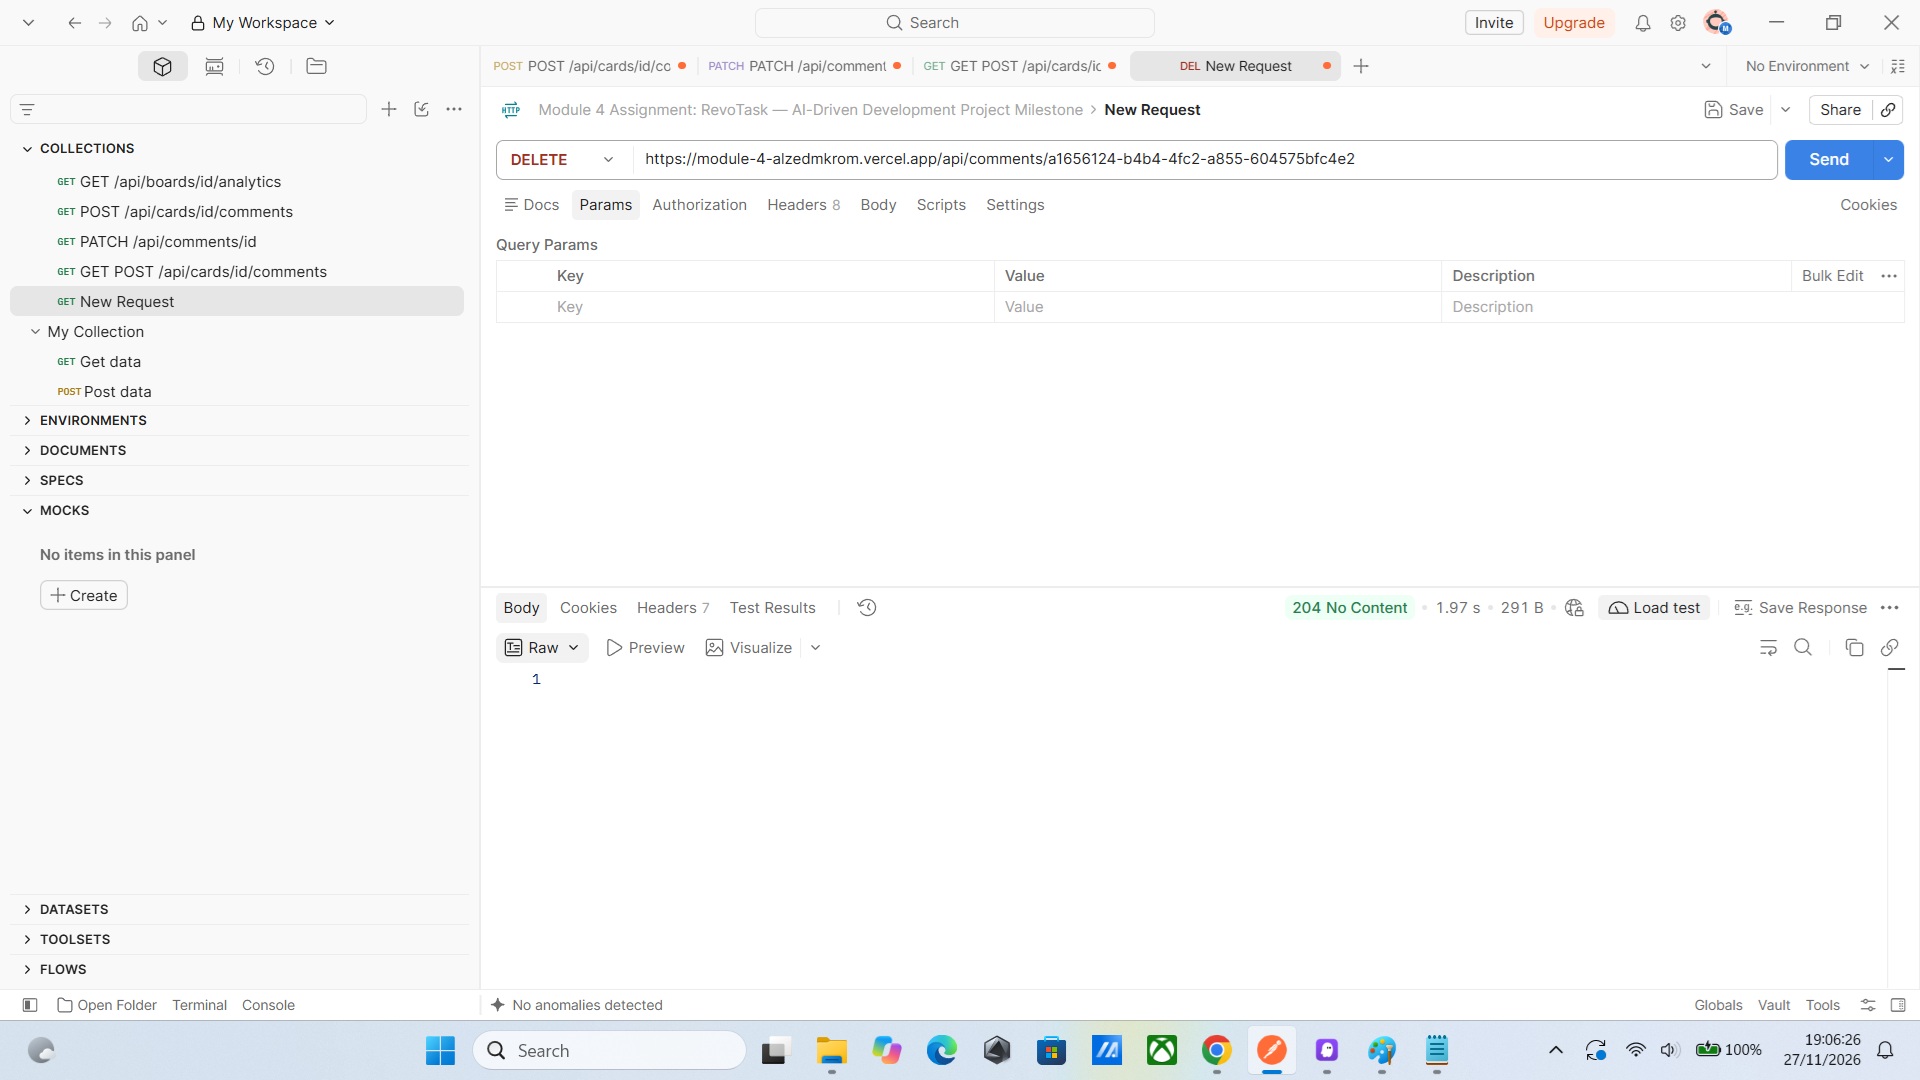 My Workspace
Search
Invite
Upgrade
POST POST /api/cards/id/co
PATCH PATCH /api/comment
GET GET POST /api/cards/ic
DEL New Request
No Environment
HTTP Module 4 Assignment: RevoTask — AI-Driven Development Project Milestone > New Request
Save
Share
DELETE
https://module-4-alzedmkrom.vercel.app/api/comments/a1656124-b4b4-4fc2-a855-604575bfc4e2
Send
Docs Params Authorization Headers 8 Body Scripts Settings
Cookies
Query Params
Key Value Description Bulk Edit
Key Value Description
COLLECTIONS
GET GET /api/boards/id/analytics
GET POST /api/cards/id/comments
GET PATCH /api/comments/id
GET GET POST /api/cards/id/comments
GET New Request
My Collection
GET Get data
POST Post data
ENVIRONMENTS
DOCUMENTS
SPECS
MOCKS
No items in this panel
Create
DATASETS
TOOLSETS
FLOWS
Body Cookies Headers 7 Test Results
204 No Content • 1.97 s • 291 B
Load test
e.g. Save Response
Raw Preview Visualize
1
Open Folder Terminal Console
No anomalies detected
Globals Vault Tools
Search
100%
19:06:26
27/11/2026